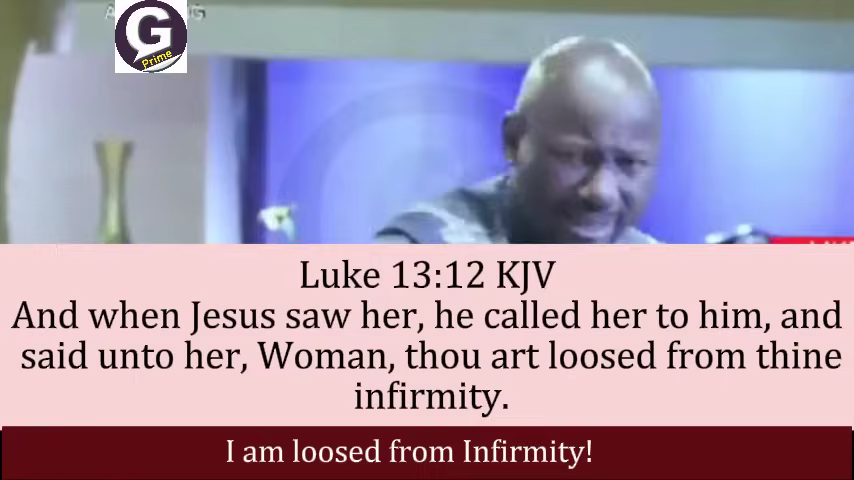 G
Prime
Luke 13:12 KJV
And when Jesus saw her, he called her to him, and
said unto her, Woman, thou art loosed from thine
infirmity.
I am loosed from Infirmity!